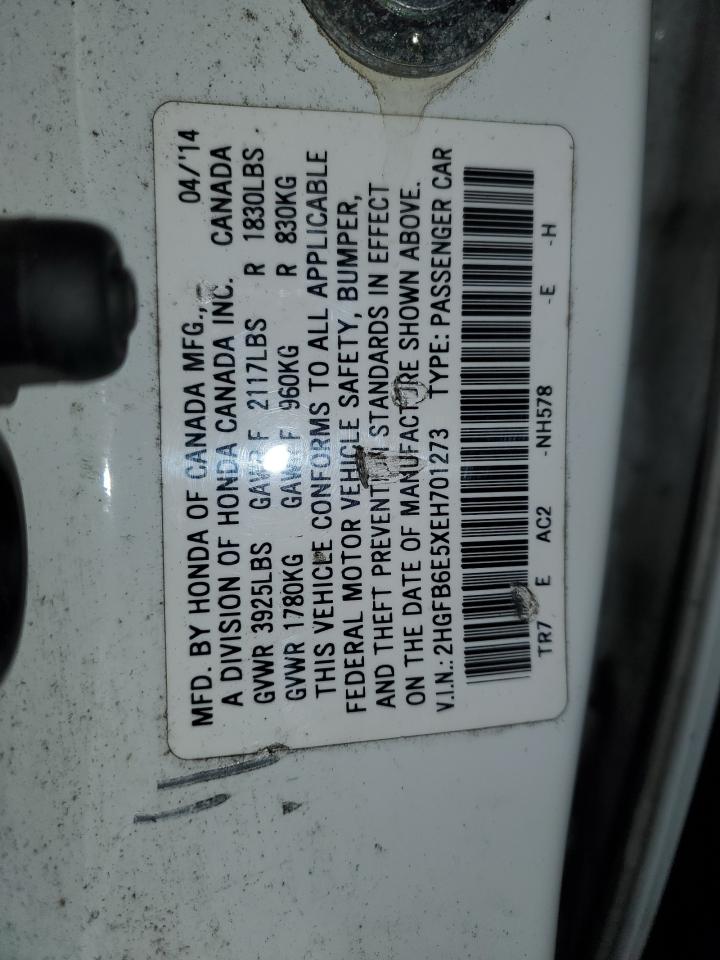 MFD. BY HONDA OF CANADA MFG., 04/'14
A DIVISION OF HONDA CANADA INC. CANADA
GVWR 3925LBS GAWR F 2117LBS R 1830LBS
GVWR 1780KG GAWR F 960KG R 830KG
THIS VEHICLE CONFORMS TO ALL APPLICABLE
FEDERAL MOTOR VEHICLE SAFETY, BUMPER,
AND THEFT PREVENTION STANDARDS IN EFFECT
ON THE DATE OF MANUFACTURE SHOWN ABOVE.
V.I.N.: 2HGFB6E5XEH701273 TYPE: PASSENGER CAR
TR7 E AC2 -NH578 -E -H